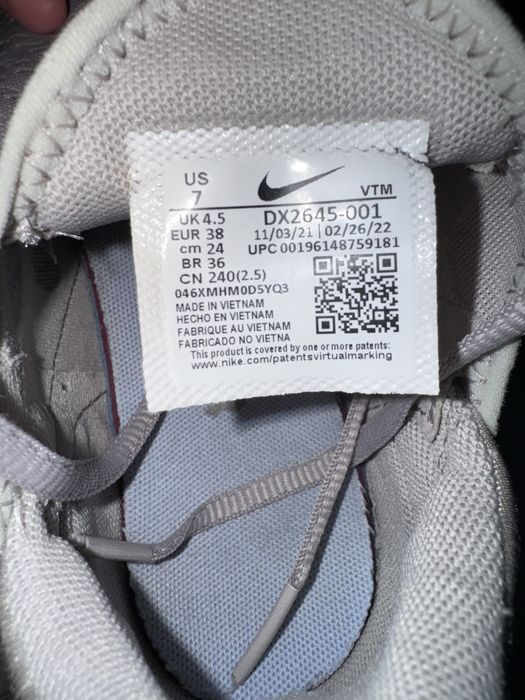 US
7
VTM
UK 4.5
DX2645-001
EUR 38
11/03/21 | 02/26/22
cm 24
UPC 00196148759181
BR 36
CN 240(2.5)
046XMHM0D5YQ3
MADE IN VIETNAM
HECHO EN VIETNAM
FABRIQUE AU VIETNAM
FABRICADO NO VIETNA
This product is covered by one or more patents:
www.nike.com/patentsvirtualmarking